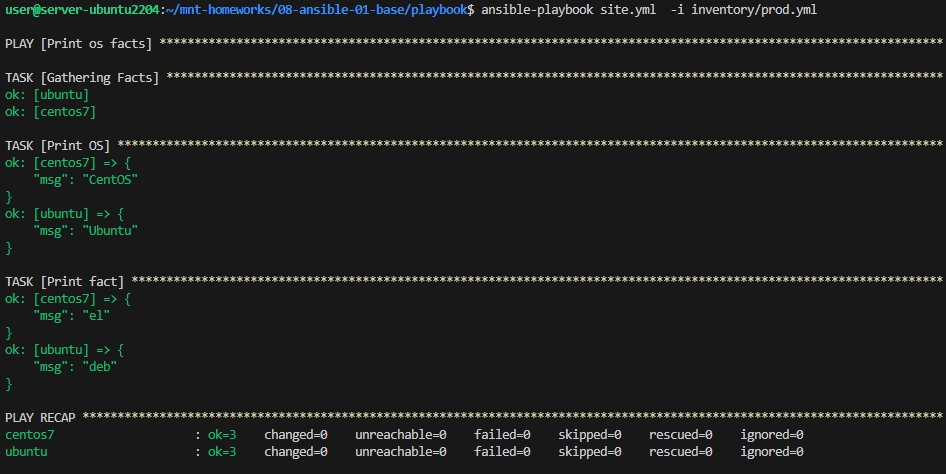 user@server-ubuntu2204:~/mnt-homeworks/08-ansible-01-base/playbook$ ansible-playbook site.yml  -i inventory/prod.yml
PLAY [Print os facts] ****************************************************************************************************************
TASK [Gathering Facts] ***************************************************************************************************************
ok: [ubuntu]
ok: [centos7]
TASK [Print OS] **********************************************************************************************************************
ok: [centos7] => {
    "msg": "CentOS"
}
ok: [ubuntu] => {
    "msg": "Ubuntu"
}
TASK [Print fact] ********************************************************************************************************************
ok: [centos7] => {
    "msg": "el"
}
ok: [ubuntu] => {
    "msg": "deb"
}
PLAY RECAP ***************************************************************************************************************************
centos7                    : ok=3    changed=0    unreachable=0    failed=0    skipped=0    rescued=0    ignored=0
ubuntu                     : ok=3    changed=0    unreachable=0    failed=0    skipped=0    rescued=0    ignored=0